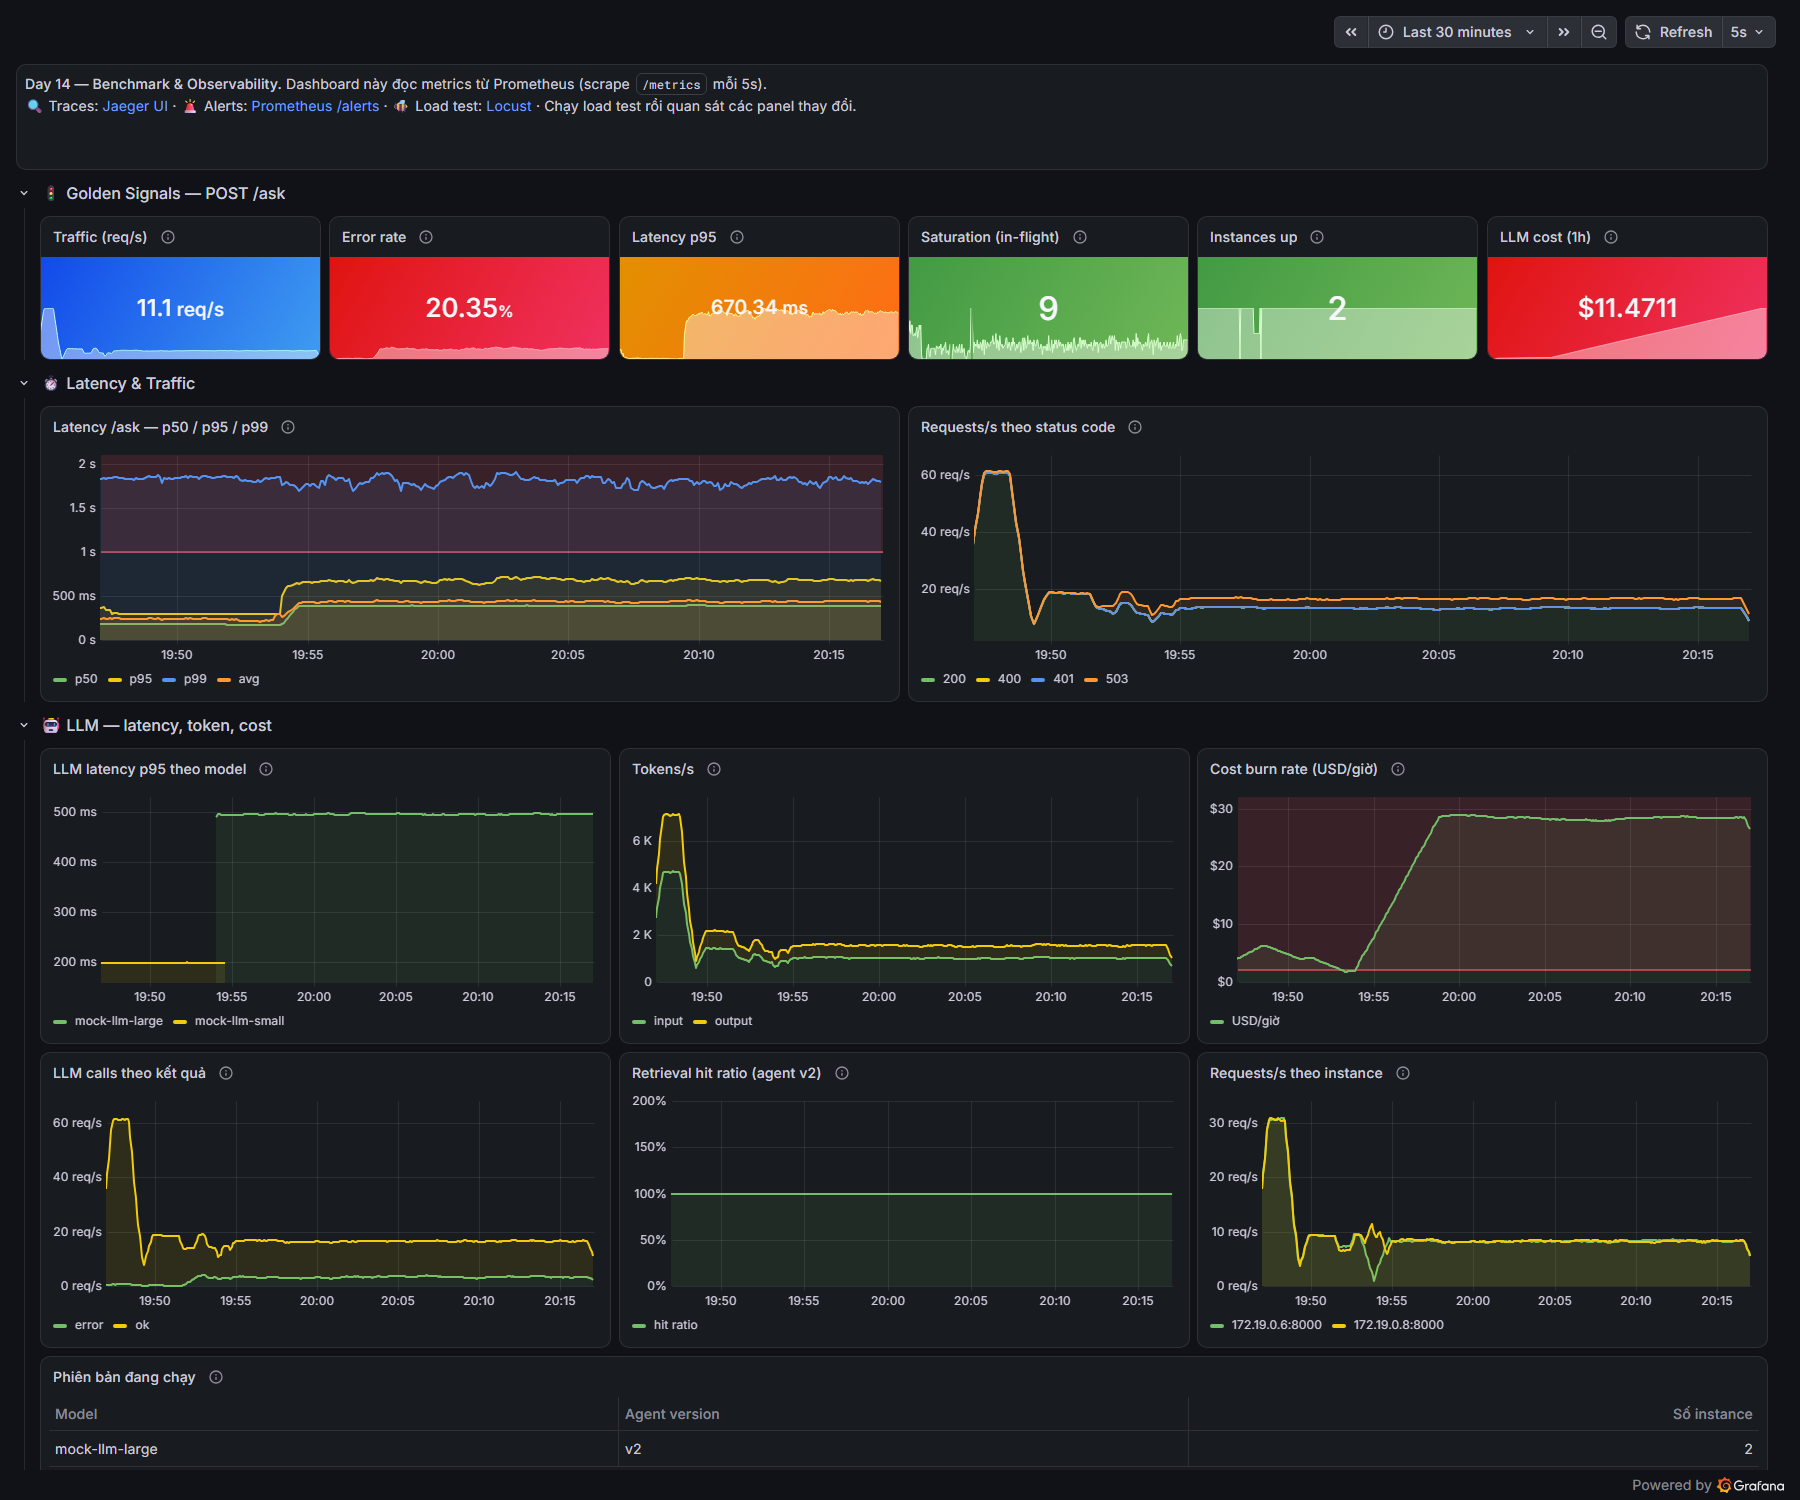 Last 30 minutes
Refresh
5s
Day 14 — Benchmark & Observability. Dashboard này đọc metrics từ Prometheus (scrape /metrics mỗi 5s).
Traces: Jaeger UI · Alerts: Prometheus /alerts · Load test: Locust · Chạy load test rồi quan sát các panel thay đổi.
Golden Signals — POST /ask
Traffic (req/s)
11.1 req/s
Error rate
20.35%
Latency p95
670.34 ms
Saturation (in-flight)
9
Instances up
2
LLM cost (1h)
$11.4711
Latency & Traffic
Latency /ask — p50 / p95 / p99
2 s
1.5 s
1 s
500 ms
0 s
19:50 19:55 20:00 20:05 20:10 20:15
p50 p95 p99 avg
Requests/s theo status code
60 req/s
40 req/s
20 req/s
19:50 19:55 20:00 20:05 20:10 20:15
200 400 401 503
LLM — latency, token, cost
LLM latency p95 theo model
500 ms
400 ms
300 ms
200 ms
19:50 19:55 20:00 20:05 20:10 20:15
mock-llm-large mock-llm-small
Tokens/s
6 K
4 K
2 K
0
19:50 19:55 20:00 20:05 20:10 20:15
input output
Cost burn rate (USD/giờ)
$30
$20
$10
$0
19:50 19:55 20:00 20:05 20:10 20:15
USD/giờ
LLM calls theo kết quả
60 req/s
40 req/s
20 req/s
0 req/s
19:50 19:55 20:00 20:05 20:10 20:15
error ok
Retrieval hit ratio (agent v2)
200%
150%
100%
50%
0%
19:50 19:55 20:00 20:05 20:10 20:15
hit ratio
Requests/s theo instance
30 req/s
20 req/s
10 req/s
0 req/s
19:50 19:55 20:00 20:05 20:10 20:15
172.19.0.6:8000 172.19.0.8:8000
Phiên bản đang chạy
Model Agent version Số instance
mock-llm-large v2 2
Powered by Grafana